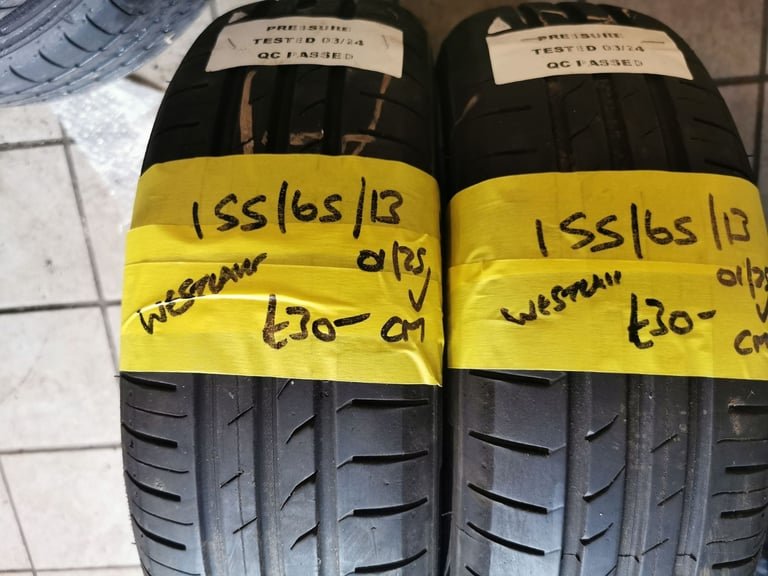 PRESSURE
TESTED 03/24
QC PASSED
155/65/13
01/25
WESTLAKE
£30-
CM
PRESSURE
TESTED 03/24
QC PASSED
155/65/13
01/25
WESTLAKE
£30-
CM